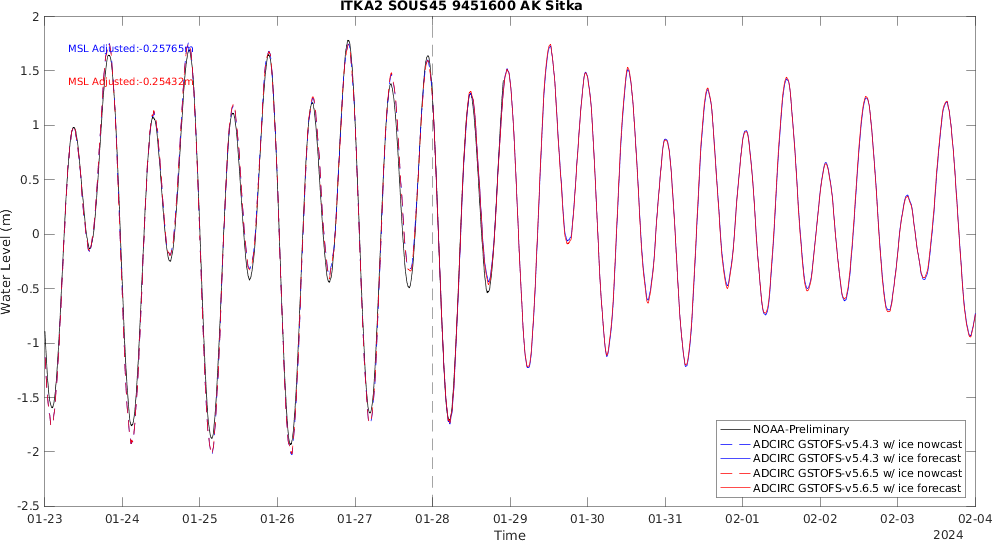 ITKA2 SOUS45 9451600 AK Sitka
MSL Adjusted:-0.25765m
MSL Adjusted:-0.25432m
Water Level (m)
2
1.5
1
0.5
0
-0.5
-1
-1.5
-2
-2.5
NOAA-Preliminary
ADCIRC GSTOFS-v5.4.3 w/ ice nowcast
ADCIRC GSTOFS-v5.4.3 w/ ice forecast
ADCIRC GSTOFS-v5.6.5 w/ ice nowcast
ADCIRC GSTOFS-v5.6.5 w/ ice forecast
01-23 01-24 01-25 01-26 01-27 01-28 01-29 01-30 01-31 02-01 02-02 02-03 02-04
Time
2024